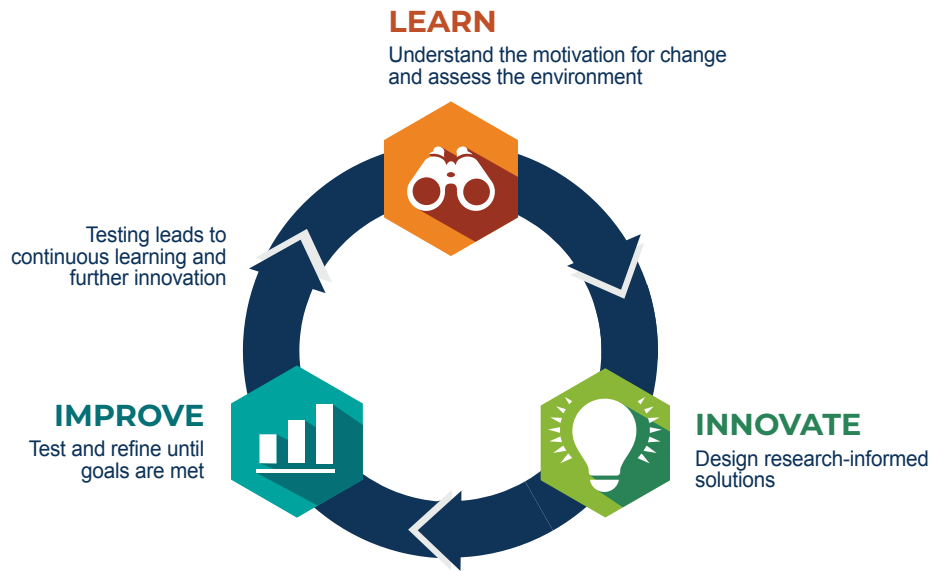 LEARN
Understand the motivation for change
and assess the environment
Testing leads to
continuous learning and
further innovation
IMPROVE
Test and refine until
goals are met
INNOVATE
Design research-informed
solutions